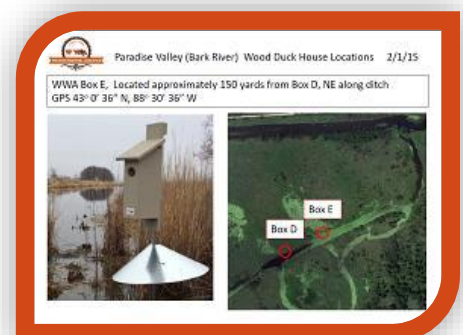 Paradise Valley (Bark River) Wood Duck House Locations 2/1/15
WWA Box E, Located approximately 150 yards from Box D, NE along ditch
GPS 43° 0' 36" N, 88° 30' 36" W
Box E
Box D